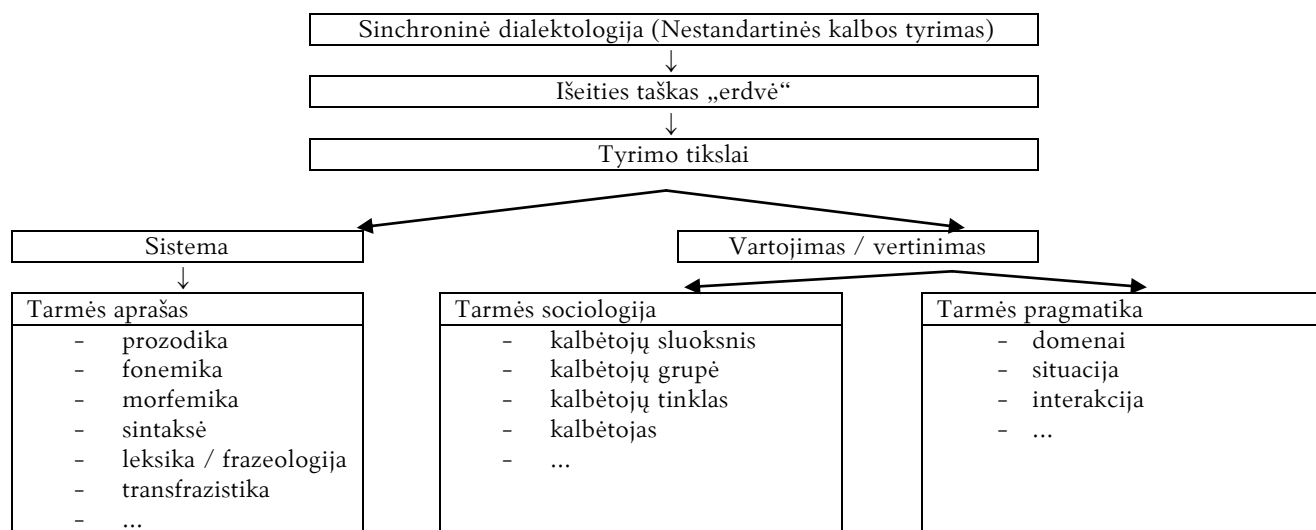 Sinchroninė dialektologija (Nestandartinės kalbos tyrimas)
↓
Išeities taškas „erdvė“
↓
Tyrimo tikslai
Sistema
Vartojimas / vertinimas
↓
Tarmės aprašas
- prozodika
- fonemika
- morfemika
- sintaksė
- leksika / frazeologija
- transfrazistika
- ...
Tarmės sociologija
- kalbėtojų sluoksnis
- kalbėtojų grupė
- kalbėtojų tinklas
- kalbėtojas
- ...
Tarmės pragmatika
- domenai
- situacija
- interakcija
- ...